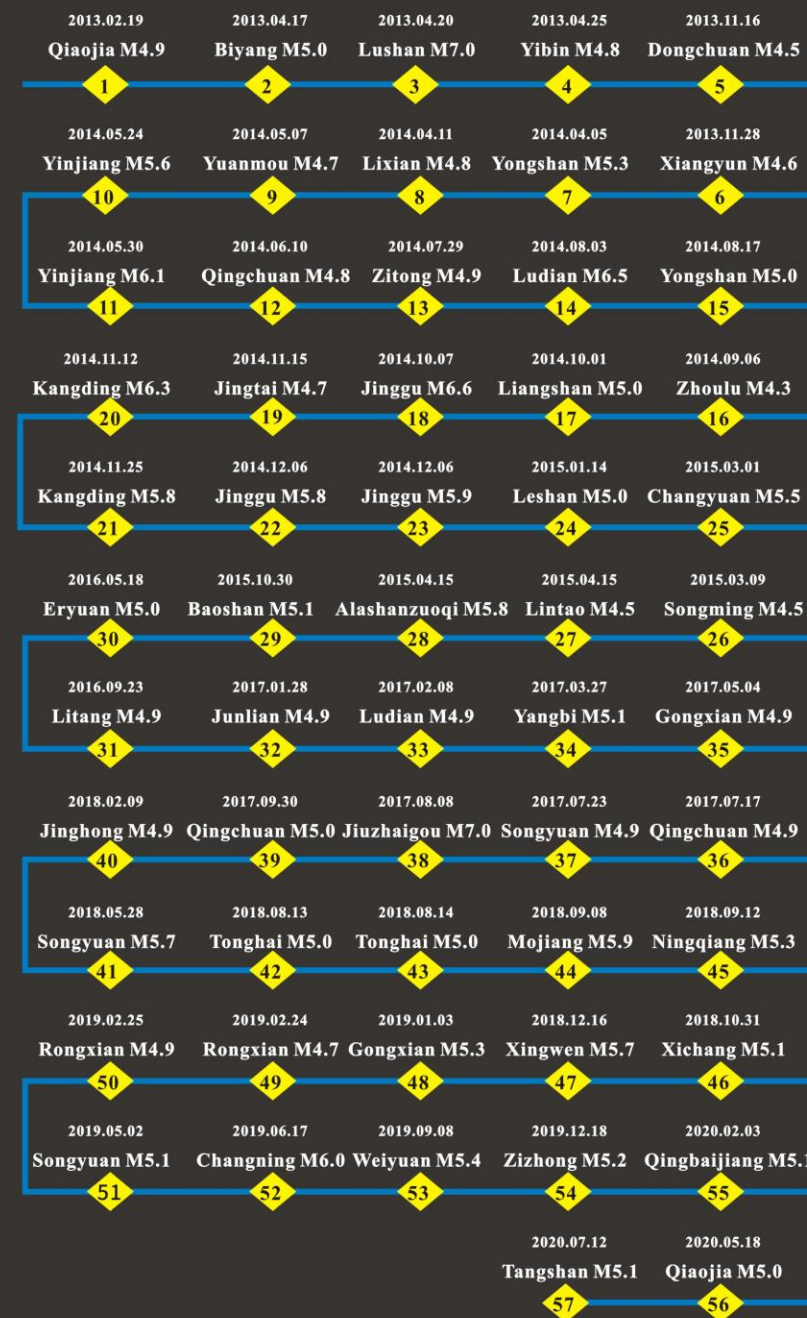 2013.02.19 2013.04.17 2013.04.20 2013.04.25 2013.11.16
Qiaojia M4.9 Biyang M5.0 Lushan M7.0 Yibin M4.8 Dongchuan M4.5
1 2 3 4 5
2014.05.24 2014.05.07 2014.04.11 2014.04.05 2013.11.28
Yinjiang M5.6 Yuanmou M4.7 Lixian M4.8 Yongshan M5.3 Xiangyun M4.6
10 9 8 7 6
2014.05.30 2014.06.10 2014.07.29 2014.08.03 2014.08.17
Yinjiang M6.1 Qingchuan M4.8 Zitong M4.9 Ludian M6.5 Yongshan M5.0
11 12 13 14 15
2014.11.12 2014.11.15 2014.10.07 2014.10.01 2014.09.06
Kangding M6.3 Jingtai M4.7 Jinggu M6.6 Liangshan M5.0 Zhoulu M4.3
20 19 18 17 16
2014.11.25 2014.12.06 2014.12.06 2015.01.14 2015.03.01
Kangding M5.8 Jinggu M5.8 Jinggu M5.9 Leshan M5.0 Changyuan M5.5
21 22 23 24 25
2016.05.18 2015.10.30 2015.04.15 2015.04.15 2015.03.09
Eryuan M5.0 Baoshan M5.1 Alashanzuoqi M5.8 Lintao M4.5 Songming M4.5
30 29 28 27 26
2016.09.23 2017.01.28 2017.02.08 2017.03.27 2017.05.04
Litang M4.9 Junlian M4.9 Ludian M4.9 Yangbi M5.1 Gongxian M4.9
31 32 33 34 35
2018.02.09 2017.09.30 2017.08.08 2017.07.23 2017.07.17
Jinghong M4.9 Qingchuan M5.0 Jiuzhaigou M7.0 Songyuan M4.9 Qingchuan M4.9
40 39 38 37 36
2018.05.28 2018.08.13 2018.08.14 2018.09.08 2018.09.12
Songyuan M5.7 Tonghai M5.0 Tonghai M5.0 Mojiang M5.9 Ningqiang M5.3
41 42 43 44 45
2019.02.25 2019.02.24 2019.01.03 2018.12.16 2018.10.31
Rongxian M4.9 Rongxian M4.7 Gongxian M5.3 Xingwen M5.7 Xichang M5.1
50 49 48 47 46
2019.05.02 2019.06.17 2019.09.08 2019.12.18 2020.02.03
Songyuan M5.1 Changning M6.0 Weiyuan M5.4 Zizhong M5.2 Qingbaijiang M5.1
51 52 53 54 55
2020.07.12 2020.05.18
Tangshan M5.1 Qiaojia M5.0
57 56